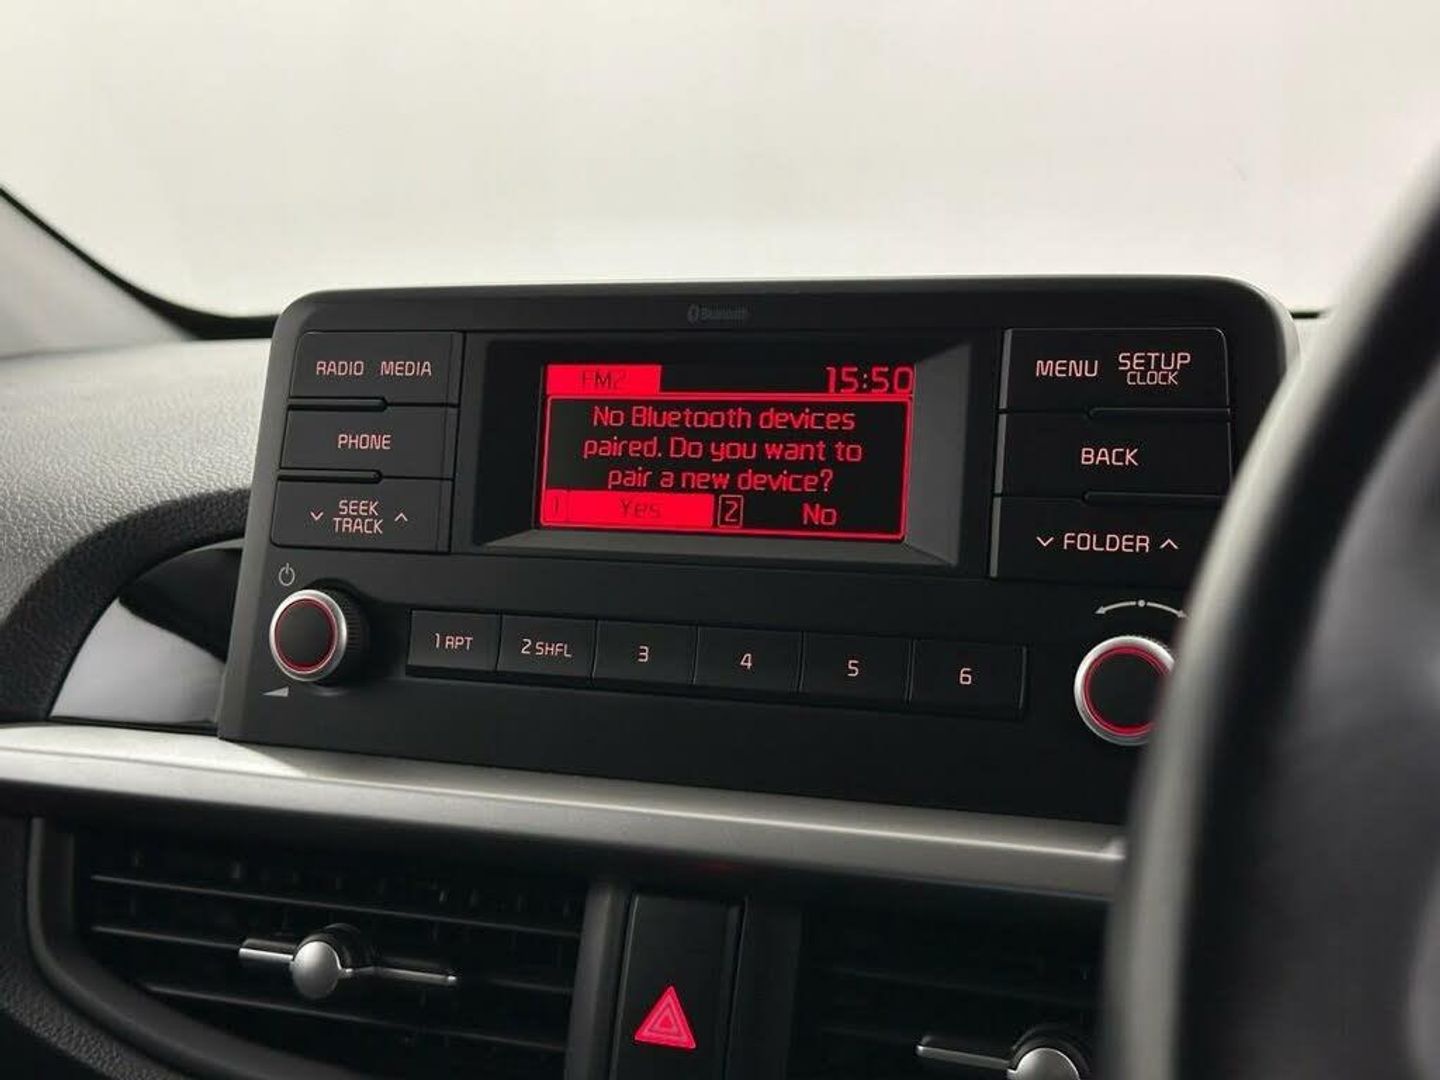 Bluetooth
RADIO MEDIA
PHONE
SEEK
TRACK
FM2 15:50
No Bluetooth devices
paired. Do you want to
pair a new device?
1 Yes 2 No
MENU SETUP
CLOCK
BACK
FOLDER
1 RPT 2 SHFL 3 4 5 6